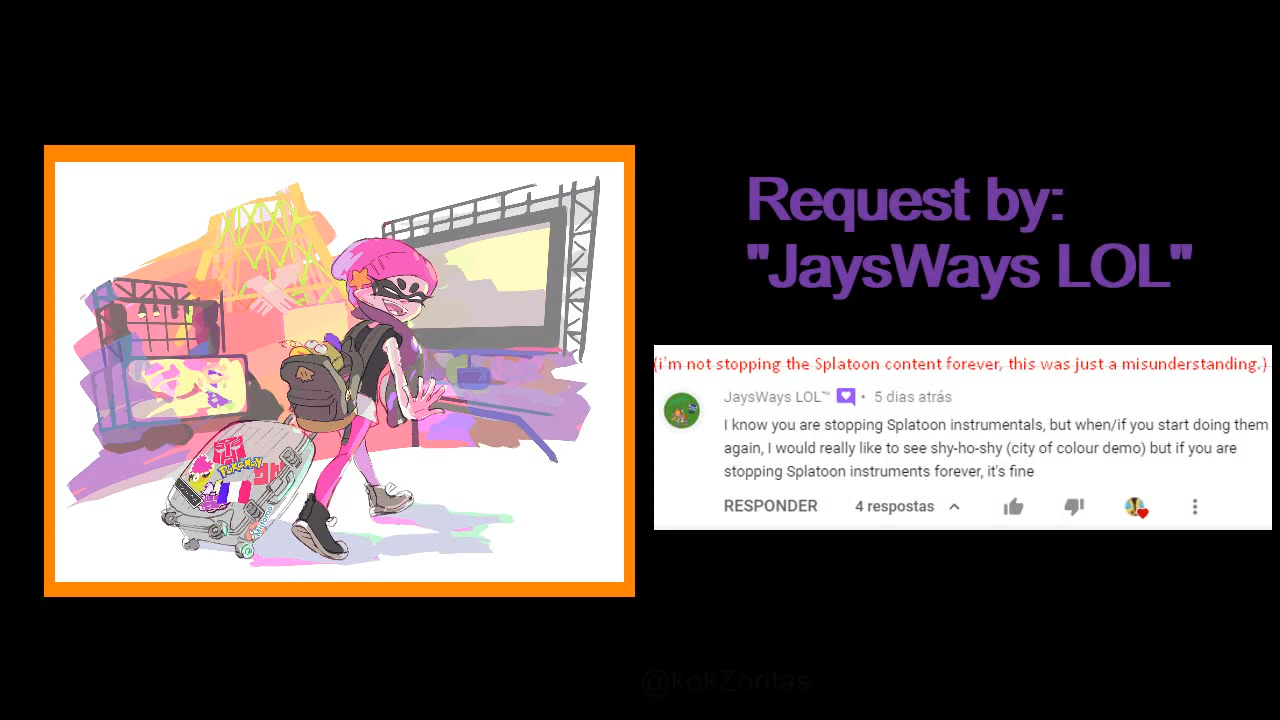 Request by:
"JaysWays LOL"
(i'm not stopping the Splatoon content forever, this was just a misunderstanding.)
JaysWays LOL™ • 5 dias atrás
I know you are stopping Splatoon instrumentals, but when/if you start doing them
again, I would really like to see shy-ho-shy (city of colour demo) but if you are
stopping Splatoon instruments forever, it's fine
RESPONDER 4 respostas
POKéMON
@kekZoritas